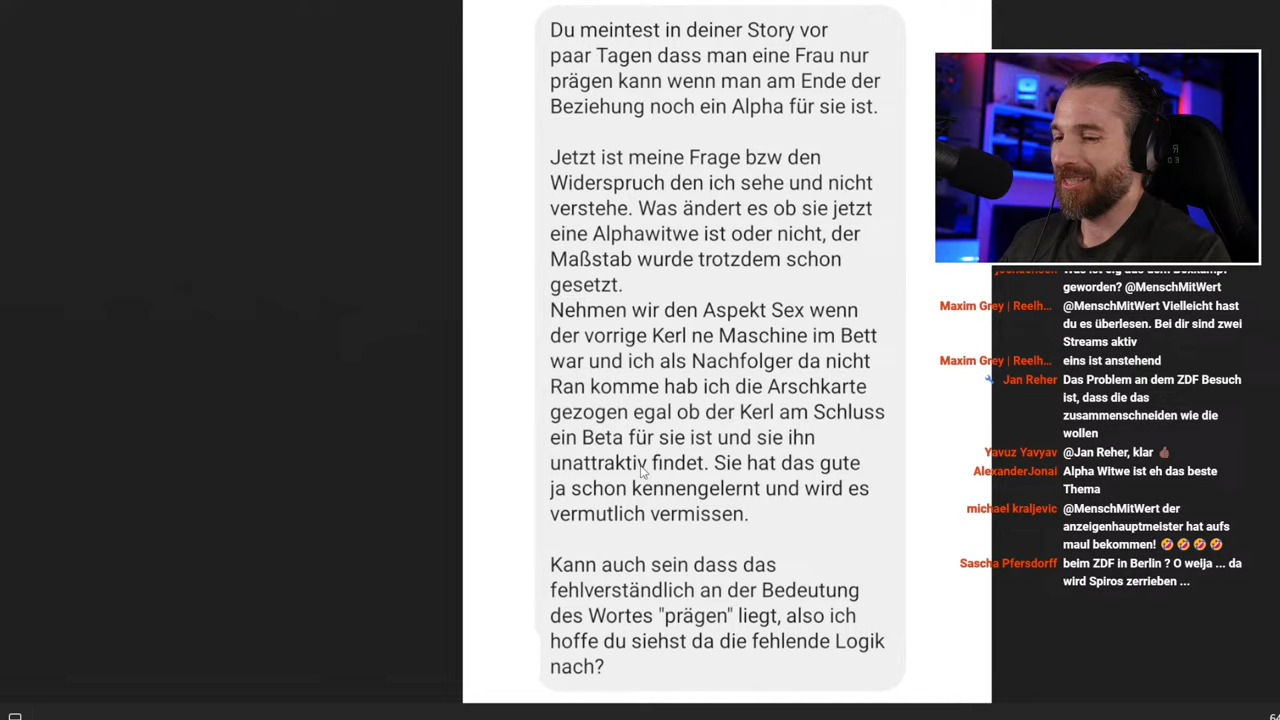 Du meintest in deiner Story vor
paar Tagen dass man eine Frau nur
prägen kann wenn man am Ende der
Beziehung noch ein Alpha für sie ist.
Jetzt ist meine Frage bzw den
Widerspruch den ich sehe und nicht
verstehe. Was ändert es ob sie jetzt
eine Alphawitwe ist oder nicht, der
Maßstab wurde trotzdem schon
gesetzt.
Nehmen wir den Aspekt Sex wenn
der vorrige Kerl ne Maschine im Bett
war und ich als Nachfolger da nicht
Ran komme hab ich die Arschkarte
gezogen egal ob der Kerl am Schluss
ein Beta für sie ist und sie ihn
unattraktiv findet. Sie hat das gute
ja schon kennengelernt und wird es
vermutlich vermissen.
Kann auch sein dass das
fehlverständlich an der Bedeutung
des Wortes "prägen" liegt, also ich
hoffe du siehst da die fehlende Logik
nach?
geworden? @MenschMitWert
Maxim Grey | Reelh... @MenschMitWert Vielleicht hast
du es überlesen. Bei dir sind zwei
Streams aktiv
Maxim Grey | Reelh... eins ist anstehend
Jan Reher Das Problem an dem ZDF Besuch
ist, dass die das
zusammenschneiden wie die
wollen
Yavuz Yavyav @Jan Reher, klar 👍🏽
AlexanderJonai Alpha Witwe ist eh das beste
Thema
michael kraljevic @MenschMitWert der
anzeigenhauptmeister hat aufs
maul bekommen! 🤣🤣🤣🤣
Sascha Pfersdorff beim ZDF in Berlin ? O weija ... da
wird Spiros zerrieben ...